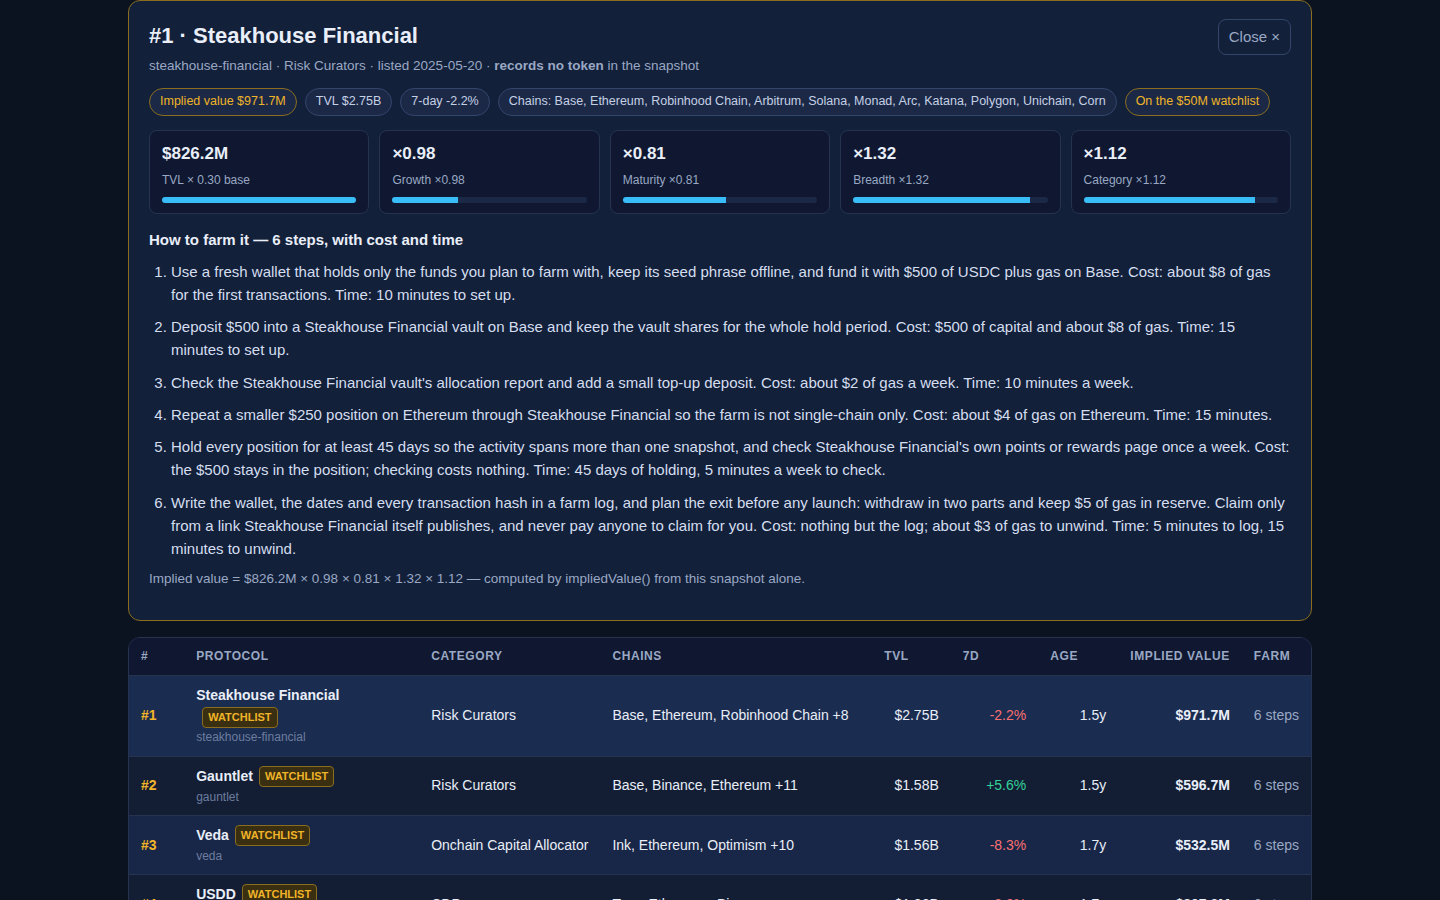 #1 · Steakhouse Financial
Close ×
steakhouse-financial · Risk Curators · listed 2025-05-20 · records no token in the snapshot
Implied value $971.7M
TVL $2.75B
7-day -2.2%
Chains: Base, Ethereum, Robinhood Chain, Arbitrum, Solana, Monad, Arc, Katana, Polygon, Unichain, Corn
On the $50M watchlist
$826.2M
TVL × 0.30 base
×0.98
Growth ×0.98
×0.81
Maturity ×0.81
×1.32
Breadth ×1.32
×1.12
Category ×1.12
How to farm it — 6 steps, with cost and time
1. Use a fresh wallet that holds only the funds you plan to farm with, keep its seed phrase offline, and fund it with $500 of USDC plus gas on Base. Cost: about $8 of gas
for the first transactions. Time: 10 minutes to set up.
2. Deposit $500 into a Steakhouse Financial vault on Base and keep the vault shares for the whole hold period. Cost: $500 of capital and about $8 of gas. Time: 15
minutes to set up.
3. Check the Steakhouse Financial vault's allocation report and add a small top-up deposit. Cost: about $2 of gas a week. Time: 10 minutes a week.
4. Repeat a smaller $250 position on Ethereum through Steakhouse Financial so the farm is not single-chain only. Cost: about $4 of gas on Ethereum. Time: 15 minutes.
5. Hold every position for at least 45 days so the activity spans more than one snapshot, and check Steakhouse Financial's own points or rewards page once a week. Cost:
the $500 stays in the position; checking costs nothing. Time: 45 days of holding, 5 minutes a week to check.
6. Write the wallet, the dates and every transaction hash in a farm log, and plan the exit before any launch: withdraw in two parts and keep $5 of gas in reserve. Claim only
from a link Steakhouse Financial itself publishes, and never pay anyone to claim for you. Cost: nothing but the log; about $3 of gas to unwind. Time: 5 minutes to log, 15
minutes to unwind.
Implied value = $826.2M × 0.98 × 0.81 × 1.32 × 1.12 — computed by impliedValue() from this snapshot alone.
# PROTOCOL CATEGORY CHAINS TVL 7D AGE IMPLIED VALUE FARM
Steakhouse Financial
WATCHLIST
#1 Risk Curators Base, Ethereum, Robinhood Chain +8 $2.75B -2.2% 1.5y $971.7M 6 steps
steakhouse-financial
Gauntlet WATCHLIST
#2 Risk Curators Base, Binance, Ethereum +11 $1.58B +5.6% 1.5y $596.7M 6 steps
gauntlet
Veda WATCHLIST
#3 Onchain Capital Allocator Ink, Ethereum, Optimism +10 $1.56B -8.3% 1.7y $532.5M 6 steps
veda
USDD WATCHLIST